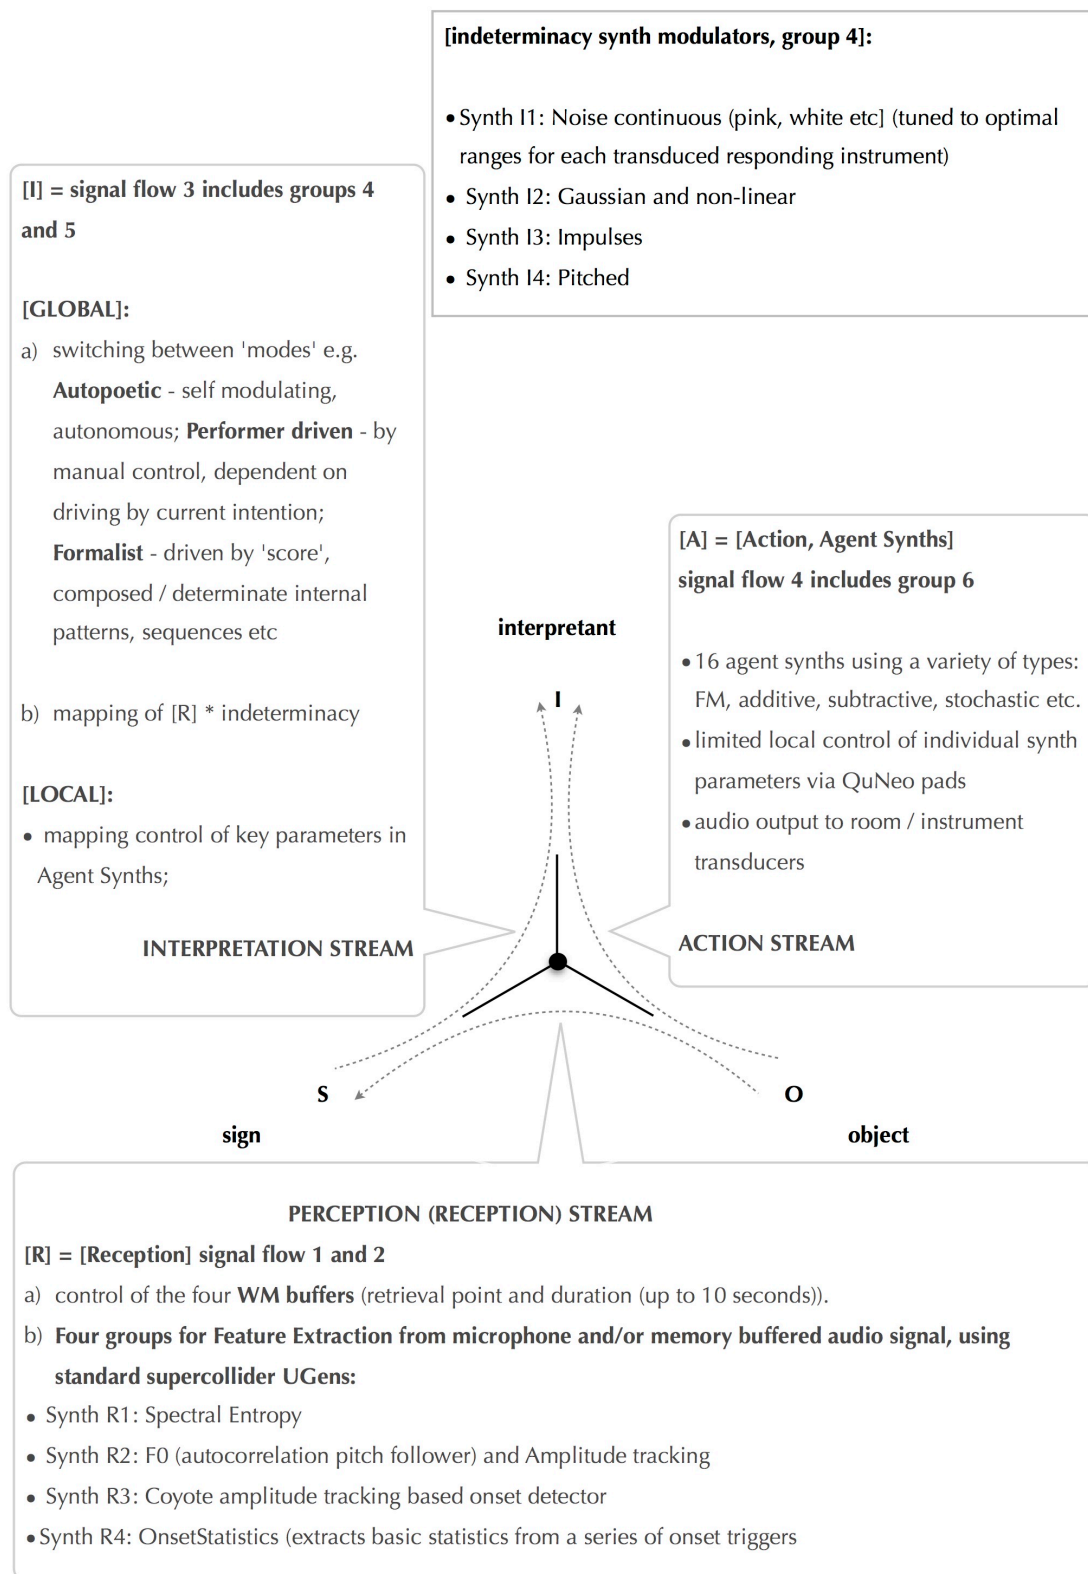 [indeterminacy synth modulators, group 4]:
• Synth I1: Noise continuous (pink, white etc] (tuned to optimal
ranges for each transduced responding instrument)
• Synth I2: Gaussian and non-linear
• Synth I3: Impulses
• Synth I4: Pitched
[I] = signal flow 3 includes groups 4
and 5
[GLOBAL]:
a) switching between 'modes' e.g.
Autopoetic - self modulating,
autonomous; Performer driven - by
manual control, dependent on
driving by current intention;
Formalist - driven by 'score',
composed / determinate internal
patterns, sequences etc
b) mapping of [R] * indeterminacy
[LOCAL]:
• mapping control of key parameters in
Agent Synths;
INTERPRETATION STREAM
[A] = [Action, Agent Synths]
signal flow 4 includes group 6
• 16 agent synths using a variety of types:
FM, additive, subtractive, stochastic etc.
• limited local control of individual synth
parameters via QuNeo pads
• audio output to room / instrument
transducers
ACTION STREAM
interpretant
I
S
O
sign
object
PERCEPTION (RECEPTION) STREAM
[R] = [Reception] signal flow 1 and 2
a) control of the four WM buffers (retrieval point and duration (up to 10 seconds)).
b) Four groups for Feature Extraction from microphone and/or memory buffered audio signal, using
standard supercollider UGens:
• Synth R1: Spectral Entropy
• Synth R2: F0 (autocorrelation pitch follower) and Amplitude tracking
• Synth R3: Coyote amplitude tracking based onset detector
• Synth R4: OnsetStatistics (extracts basic statistics from a series of onset triggers